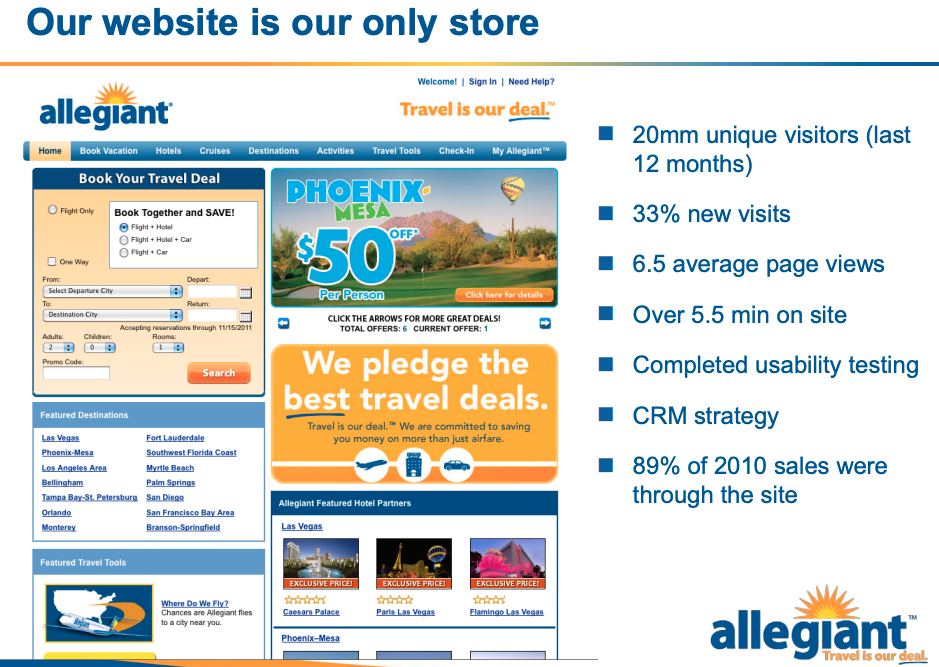 Our website is our only store
Welcome! | Sign In | Need Help?
allegiant
Travel is our deal.™
Home Book Vacation Hotels Cruises Destinations Activities Travel Tools Check-In My Allegiant™
Book Your Travel Deal
Flight Only
Book Together and SAVE!
Flight + Hotel
Flight + Hotel + Car
Flight + Car
One Way
From: Depart:
Select Departure City
To: Return:
Destination City
Accepting reservations through 11/15/2011
Adults: Children: Rooms:
2 0 1
Promo Code:
Search
PHOENIX-
MESA
$50 OFF*
Per Person
Click here for details
CLICK THE ARROWS FOR MORE GREAT DEALS!
TOTAL OFFERS: 6 CURRENT OFFER: 1
We pledge the
best travel deals.
Travel is our deal.™ We are committed to saving
you money on more than just airfare.
Featured Destinations
Las Vegas Fort Lauderdale
Phoenix-Mesa Southwest Florida Coast
Los Angeles Area Myrtle Beach
Bellingham Palm Springs
Tampa Bay-St. Petersburg San Diego
Orlando San Francisco Bay Area
Monterey Branson-Springfield
Featured Travel Tools
Where Do We Fly?
Chances are Allegiant flies
to a city near you.
Allegiant Featured Hotel Partners
Las Vegas
EXCLUSIVE PRICE! EXCLUSIVE PRICE! EXCLUSIVE PRICE!
Caesars Palace Paris Las Vegas Flamingo Las Vegas
Phoenix–Mesa
20mm unique visitors (last
12 months)
33% new visits
6.5 average page views
Over 5.5 min on site
Completed usability testing
CRM strategy
89% of 2010 sales were
through the site
allegiant™
Travel is our deal.